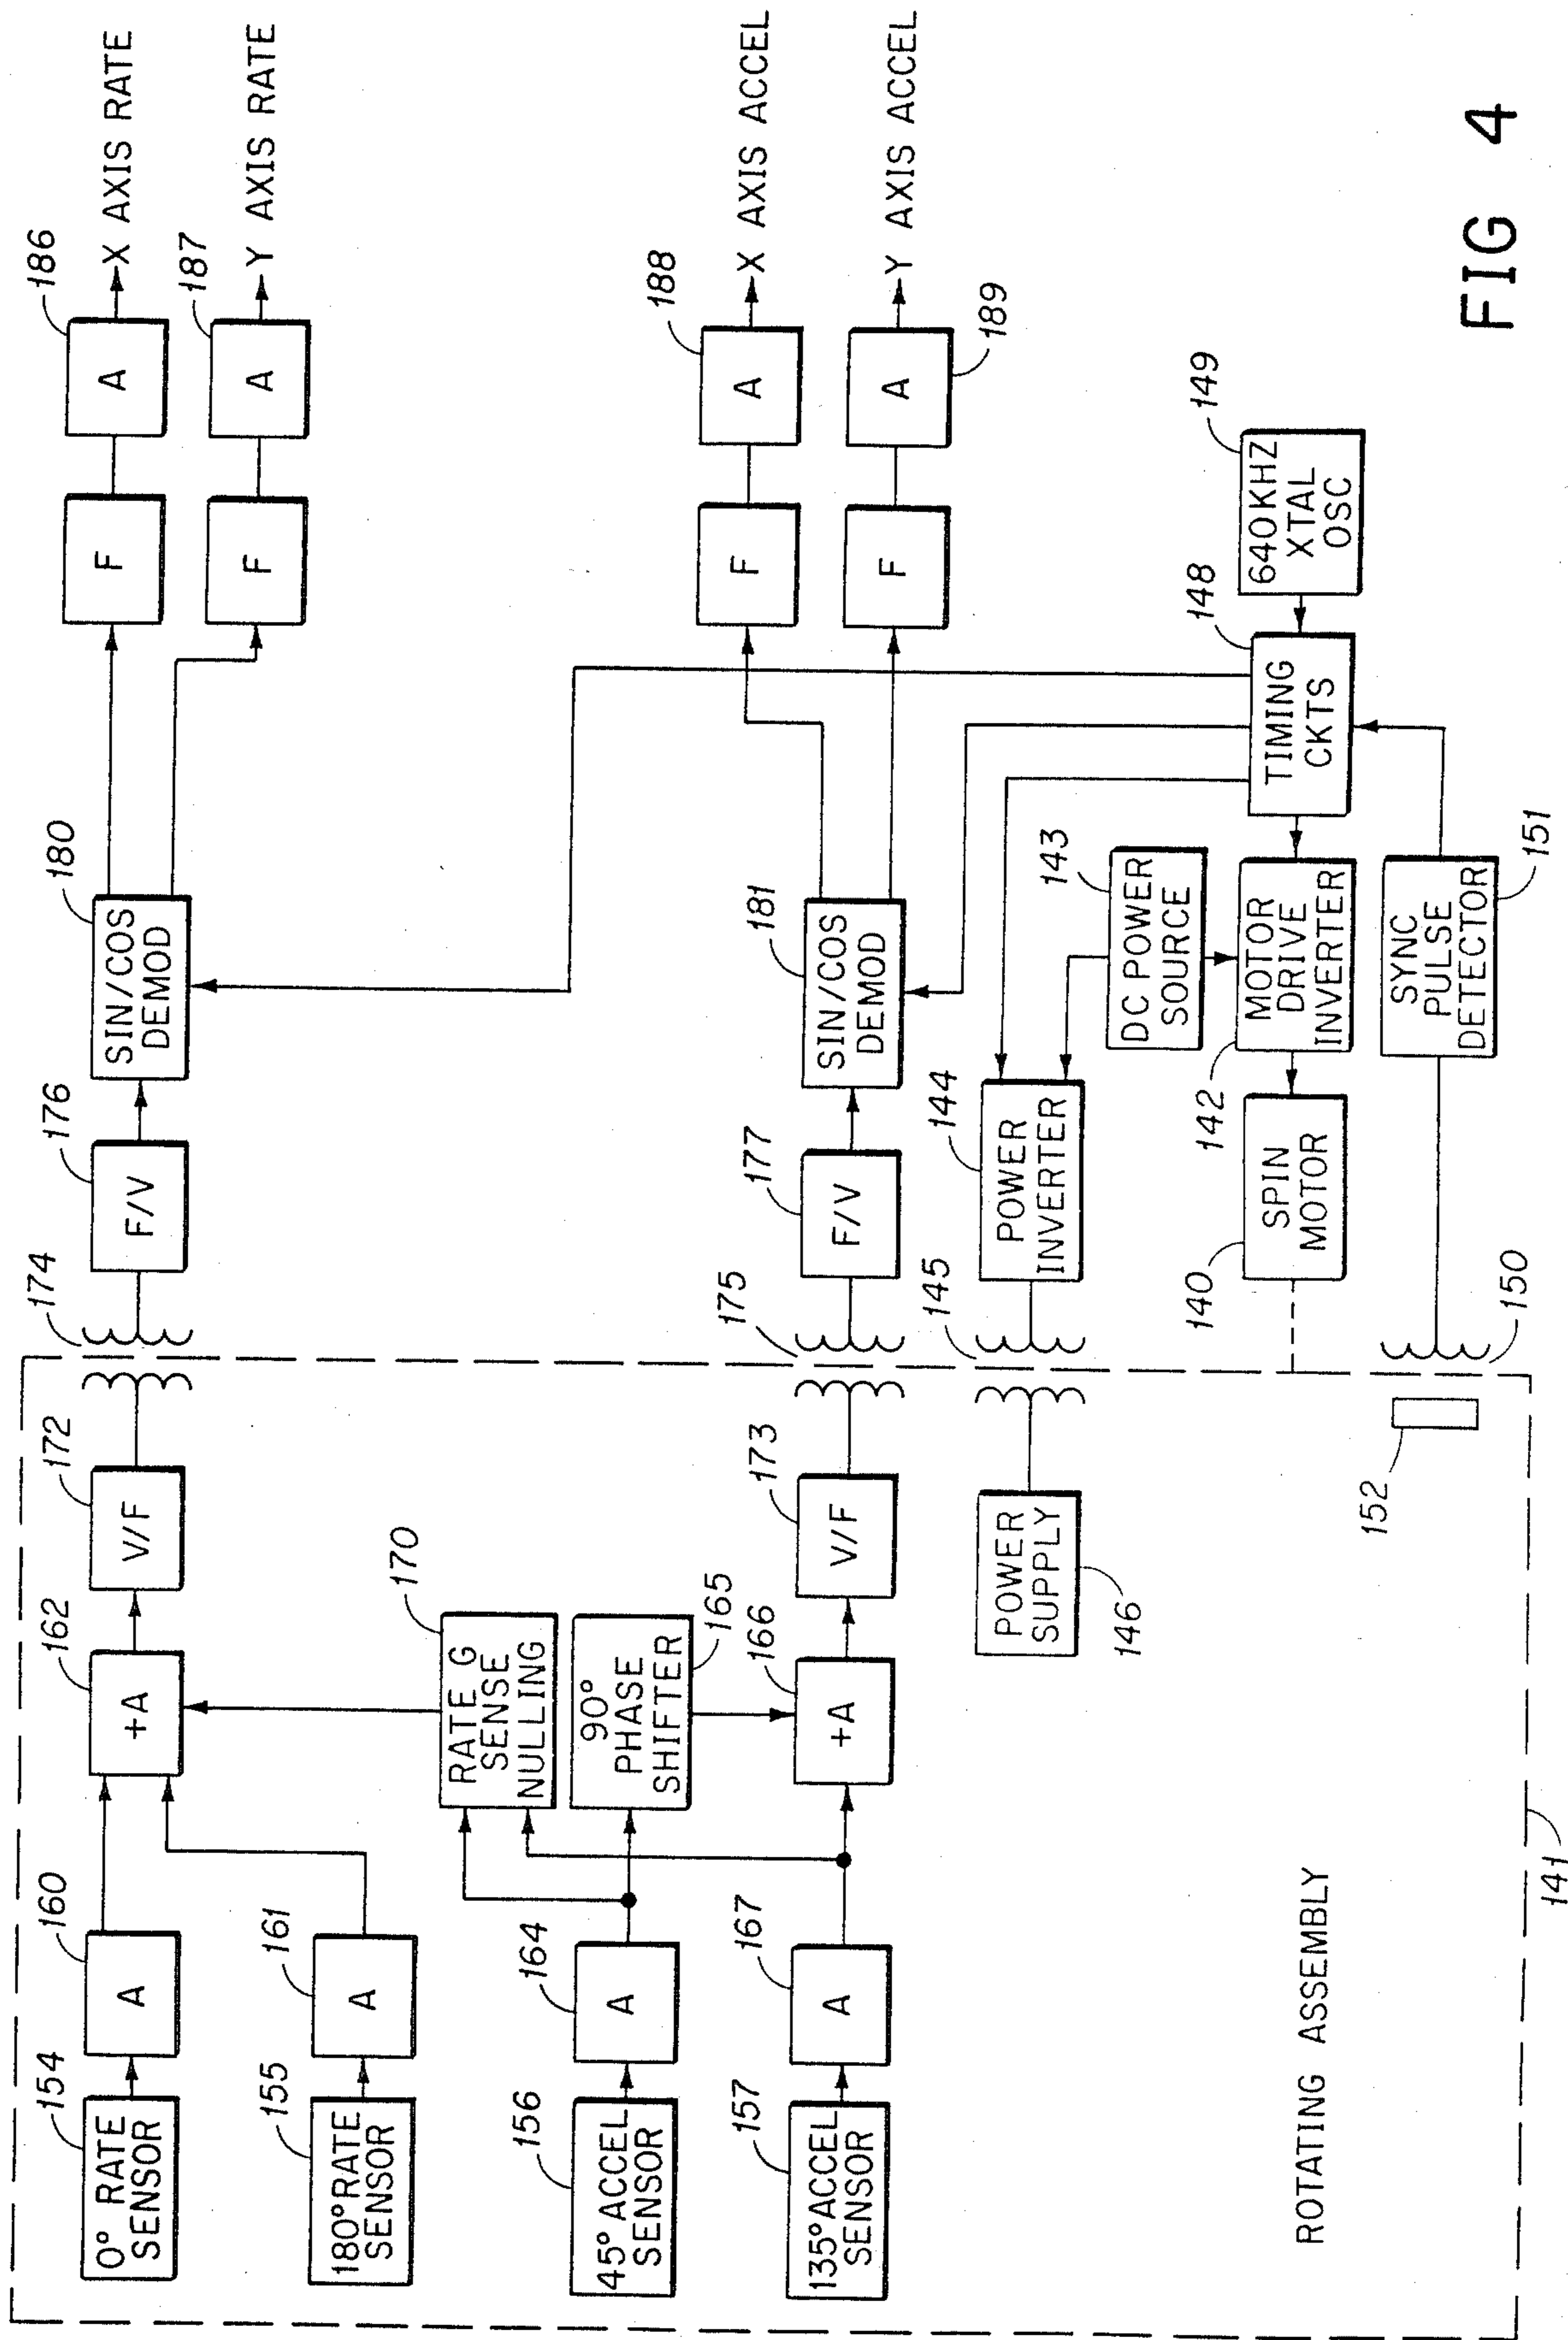 154
0° RATE
SENSOR
160
A
162
+A
172
V/F
174
176
F/V
180
SIN/COS
DEMOD
F
186
A
X AXIS RATE
155
180° RATE
SENSOR
161
A
F
187
A
Y AXIS RATE
170
RATE G
SENSE
NULLING
156
45° ACCEL
SENSOR
164
A
165
90°
PHASE
SHIFTER
157
135° ACCEL
SENSOR
167
A
166
+A
173
V/F
175
177
F/V
181
SIN/COS
DEMOD
F
188
A
X AXIS ACCEL
F
A
189
Y AXIS ACCEL
POWER
SUPPLY
146
145
144
POWER
INVERTER
143
DC POWER
SOURCE
140
SPIN
MOTOR
142
MOTOR
DRIVE
INVERTER
148
TIMING
CKTS
149
640KHZ
XTAL
OSC
152
150
SYNC
PULSE
DETECTOR
151
ROTATING ASSEMBLY
141
FIG 4